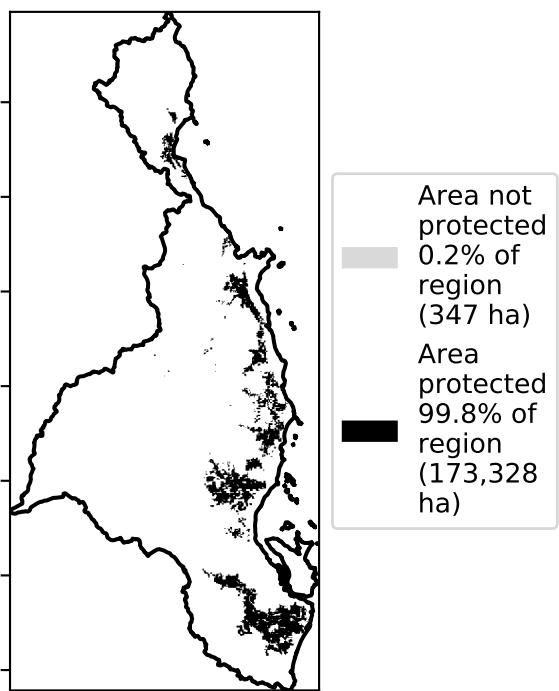 Area not
protected
0.2% of
region
(347 ha)
Area
protected
99.8% of
region
(173,328
ha)